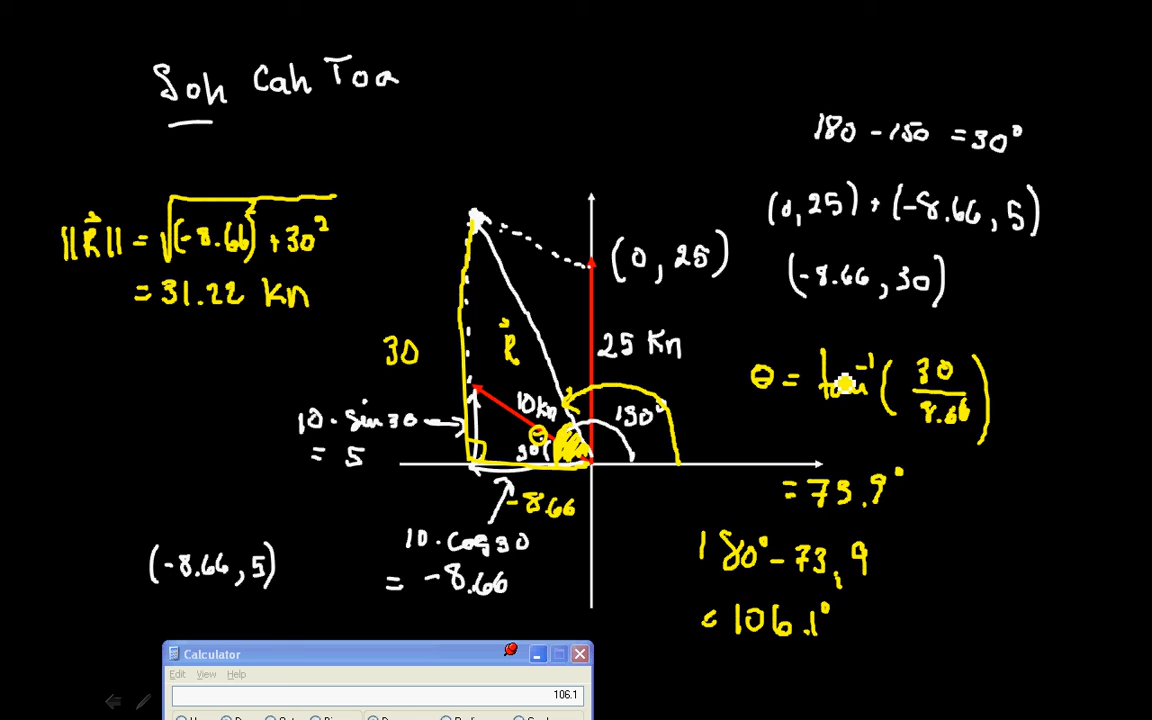 Soh Cah Toa
180 - 150 = 30°
(0, 25) + (-8.66, 5)
(-8.66, 30)
||R⃗|| = √(-8.66)² + 30²
= 31.22 kn
(0, 25)
25 Kn
30
R⃗
10 kn
150°
θ
30°
10 · sin 30
= 5
-8.66
10 · cos 30
= -8.66
(-8.66, 5)
θ = tan⁻¹ (30/8.66)
= 73.9°
180° - 73,9
= 106.1°
Calculator
Edit View Help
106.1